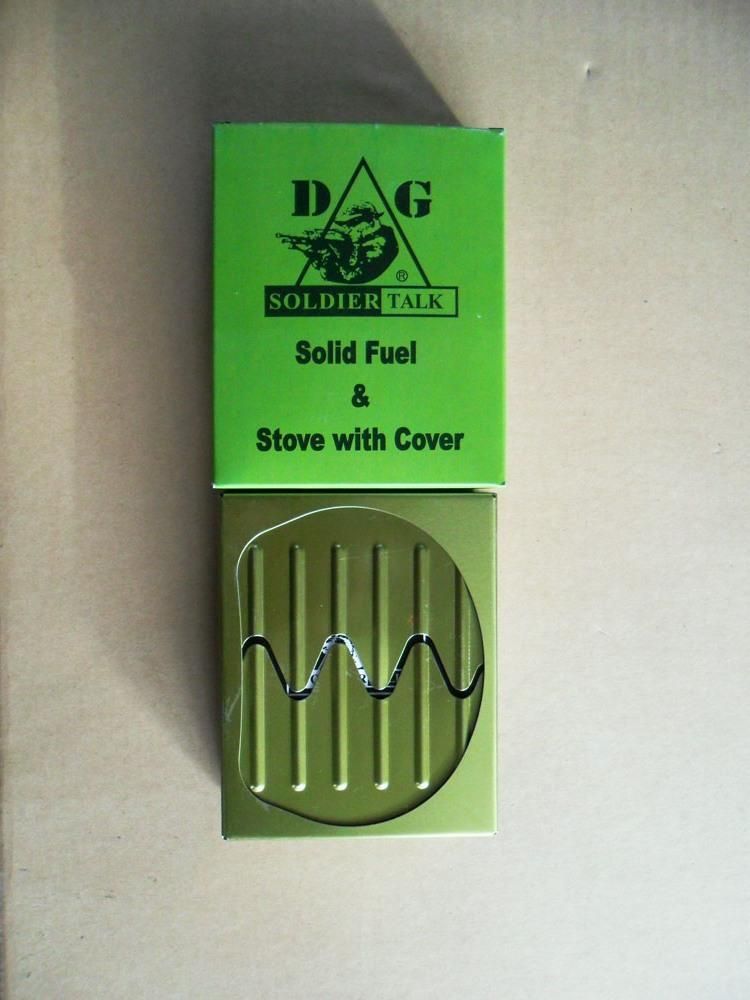 D G
®
SOLDIER TALK
Solid Fuel
&
Stove with Cover